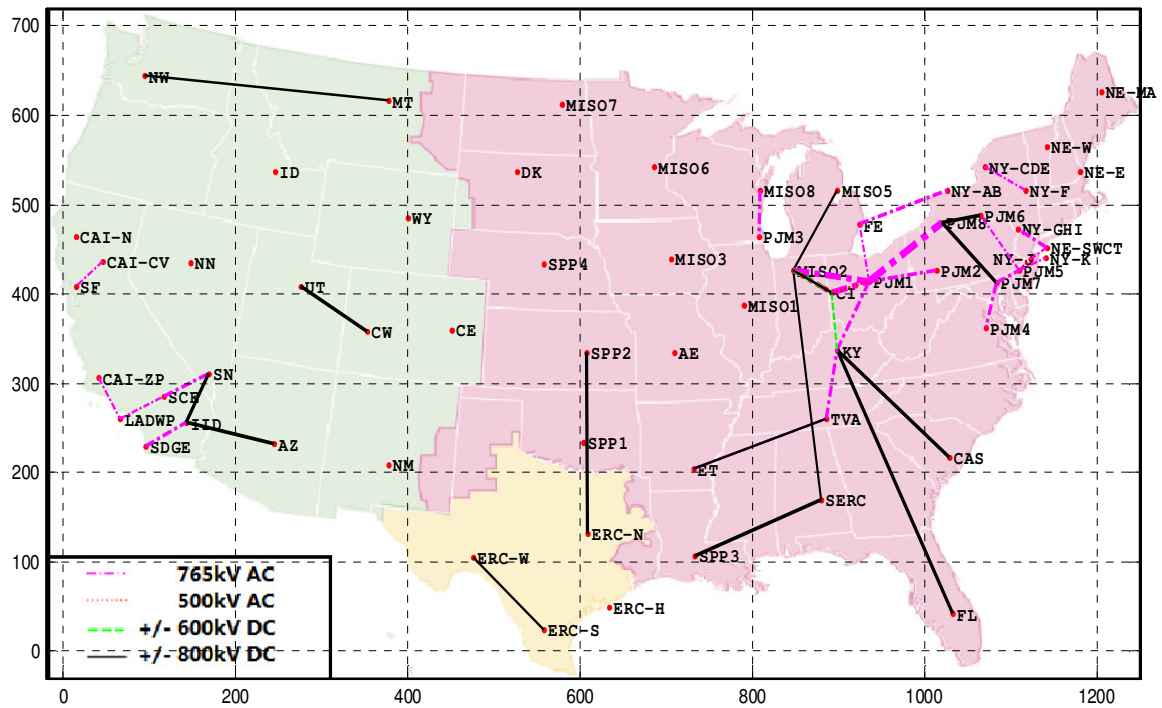 700
600
500
400
300
200
100
0
NW
MT
MISO7
NE-MA
NE-W
NE-E
ID
DK
MISO6
MISO8
MISO5
NY-CDE
NY-AB
NY-F
WY
FE
PJM8
PJM6
NY-GHI
CAI-N
PJM3
NE-SWCT
CAI-CV
NN
SPP4
MISO3
NY-K
MISO2
PJM2
PJM5
SF
UT
CI
PJM1
PJM7
MISO1
CW
CE
PJM4
SPP2
AE
KY
CAI-ZP
SN
SCE
LADWP
IID
TVA
SDGE
AZ
SPP1
NM
ET
CAS
SERC
ERC-N
ERC-W
SPP3
ERC-H
ERC-S
FL
765kV AC
500kV AC
+/- 600kV DC
+/- 800kV DC
0 200 400 600 800 1000 1200